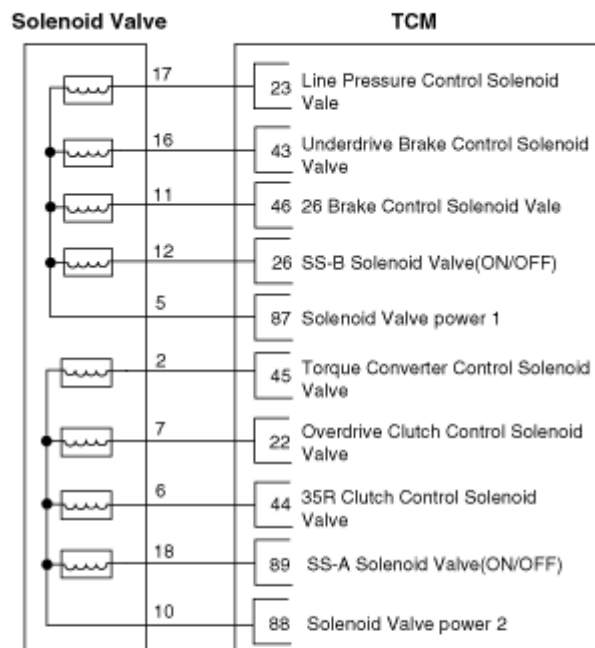 Solenoid Valve TCM
17 23 Line Pressure Control Solenoid
Vale
16 43 Underdrive Brake Control Solenoid
Valve
11 46 26 Brake Control Solenoid Vale
12 26 SS-B Solenoid Valve(ON/OFF)
5 87 Solenoid Valve power 1
2 45 Torque Converter Control Solenoid
Valve
7 22 Overdrive Clutch Control Solenoid
Valve
6 44 35R Clutch Control Solenoid
Valve
18 89 SS-A Solenoid Valve(ON/OFF)
10 88 Solenoid Valve power 2